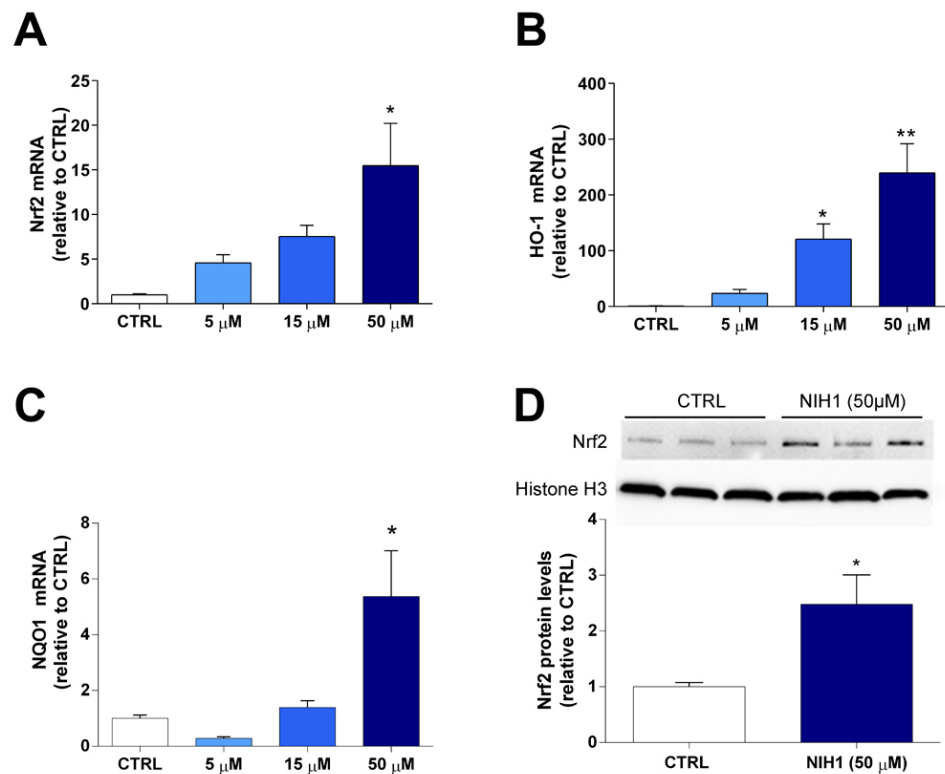 A
Nrf2 mRNA
(relative to CTRL)
25
20
15
10
5
0
*
CTRL
5 μM
15 μM
50 μM
B
HO-1 mRNA
(relative to CTRL)
400
300
200
100
0
*
**
CTRL
5 μM
15 μM
50 μM
C
NQO1 mRNA
(relative to CTRL)
8
6
4
2
0
*
CTRL
5 μM
15 μM
50 μM
D
CTRL
NIH1 (50μM)
Nrf2
Histone H3
Nrf2 protein levels
(relative to CTRL)
4
3
2
1
0
*
CTRL
NIH1 (50 μM)